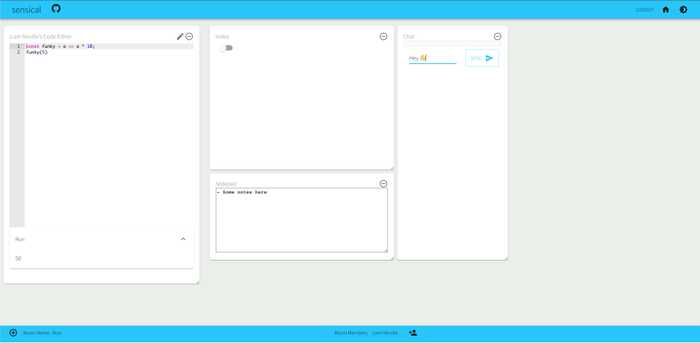 sensical
LOGOUT
Liam Neville's Code Editor
1 const funky = a => a * 10;
2 funky(5)
Run
50
Video
Notepad
- Some notes here
Chat
Hey
SEND
Room Name:
Room Members:
Liam Neville